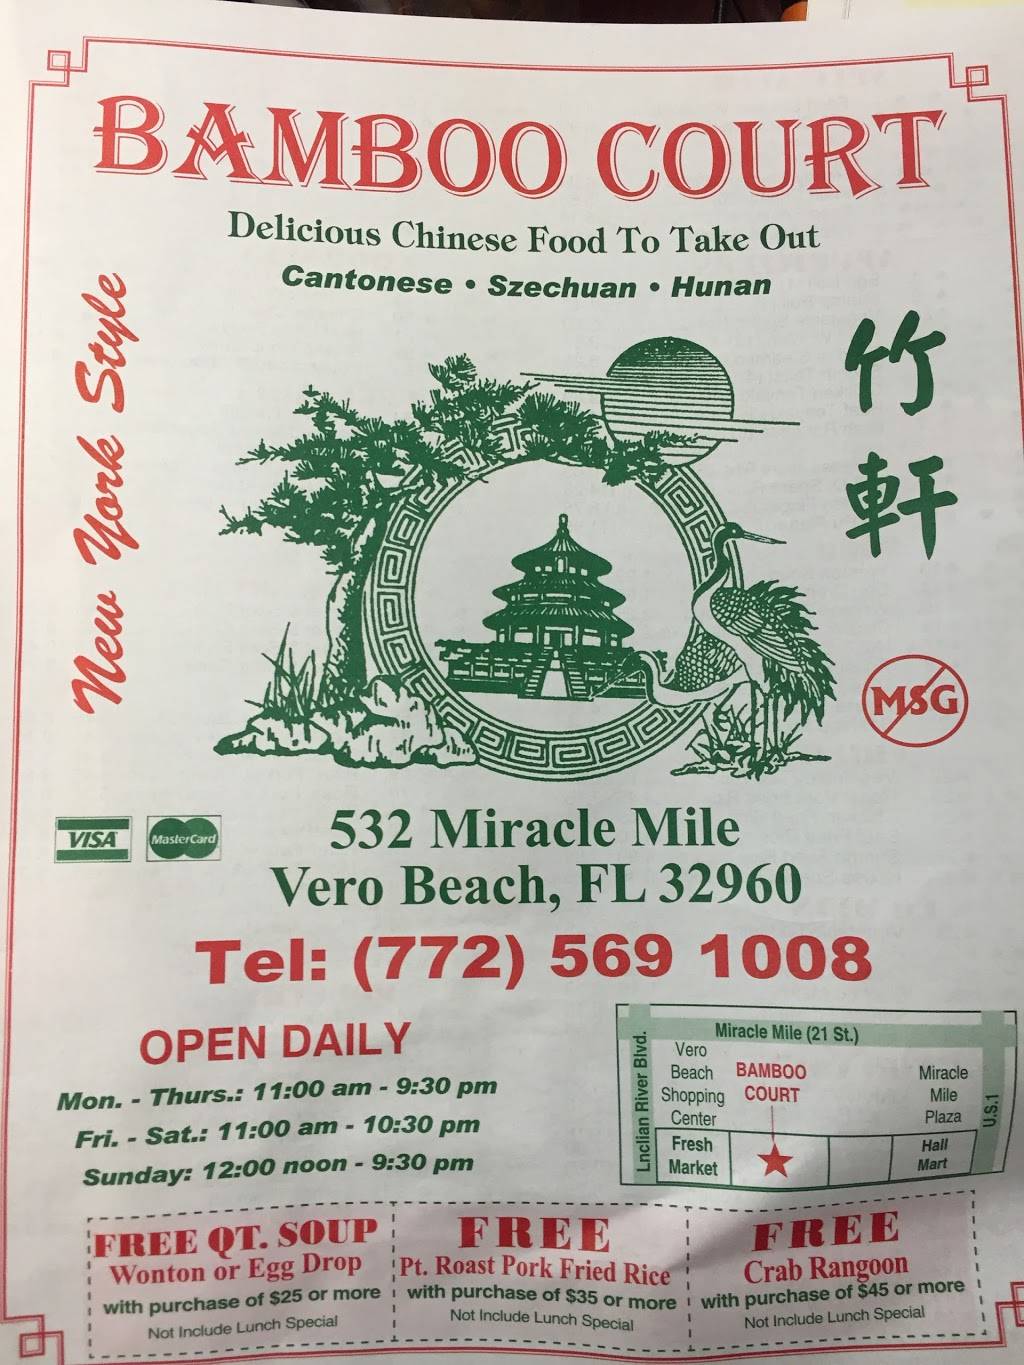 BAMBOO COURT
Delicious Chinese Food To Take Out
Cantonese • Szechuan • Hunan
New York Style
竹軒
MSG
VISA
MasterCard
532 Miracle Mile
Vero Beach, FL 32960
Tel: (772) 569 1008
OPEN DAILY
Mon. - Thurs.: 11:00 am - 9:30 pm
Fri. - Sat.: 11:00 am - 10:30 pm
Sunday: 12:00 noon - 9:30 pm
Miracle Mile (21 St.)
Lnclian River Blvd.
Vero
Beach
Shopping
Center
BAMBOO
COURT
Miracle
Mile
Plaza
U.S.1
Fresh
Market
Hall
Mart
FREE QT. SOUP
Wonton or Egg Drop
with purchase of $25 or more
Not Include Lunch Special
FREE
Pt. Roast Pork Fried Rice
with purchase of $35 or more
Not Include Lunch Special
FREE
Crab Rangoon
with purchase of $45 or more
Not Include Lunch Special